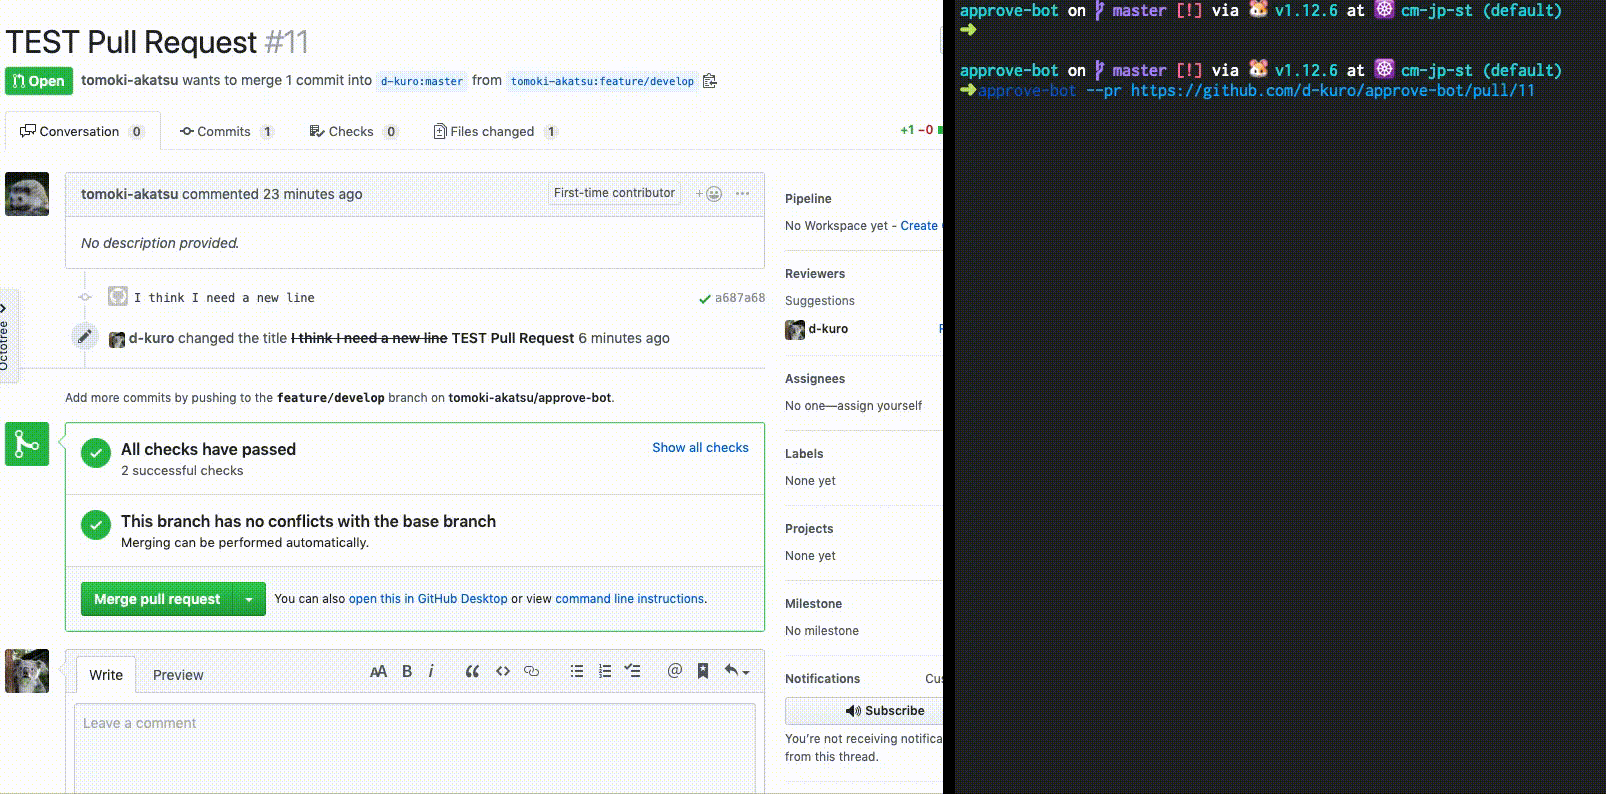 TEST Pull Request #11
Open tomoki-akatsu wants to merge 1 commit into d-kuro:master from tomoki-akatsu:feature/develop
Conversation 0 Commits 1 Checks 0 Files changed 1 +1 −0
tomoki-akatsu commented 23 minutes ago First-time contributor
No description provided.
I think I need a new line a687a68
d-kuro changed the title I think I need a new line TEST Pull Request 6 minutes ago
Add more commits by pushing to the feature/develop branch on tomoki-akatsu/approve-bot.
All checks have passed Show all checks
2 successful checks
This branch has no conflicts with the base branch
Merging can be performed automatically.
Merge pull request You can also open this in GitHub Desktop or view command line instructions.
Write Preview AA B i
Leave a comment
Octotree
Pipeline
No Workspace yet - Create
Reviewers
Suggestions
d-kuro
Assignees
No one—assign yourself
Labels
None yet
Projects
None yet
Milestone
No milestone
Notifications Cus
Subscribe
You're not receiving notifica
from this thread.
approve-bot on master [!] via v1.12.6 at cm-jp-st (default)
➜
approve-bot on master [!] via v1.12.6 at cm-jp-st (default)
➜ approve-bot --pr https://github.com/d-kuro/approve-bot/pull/11